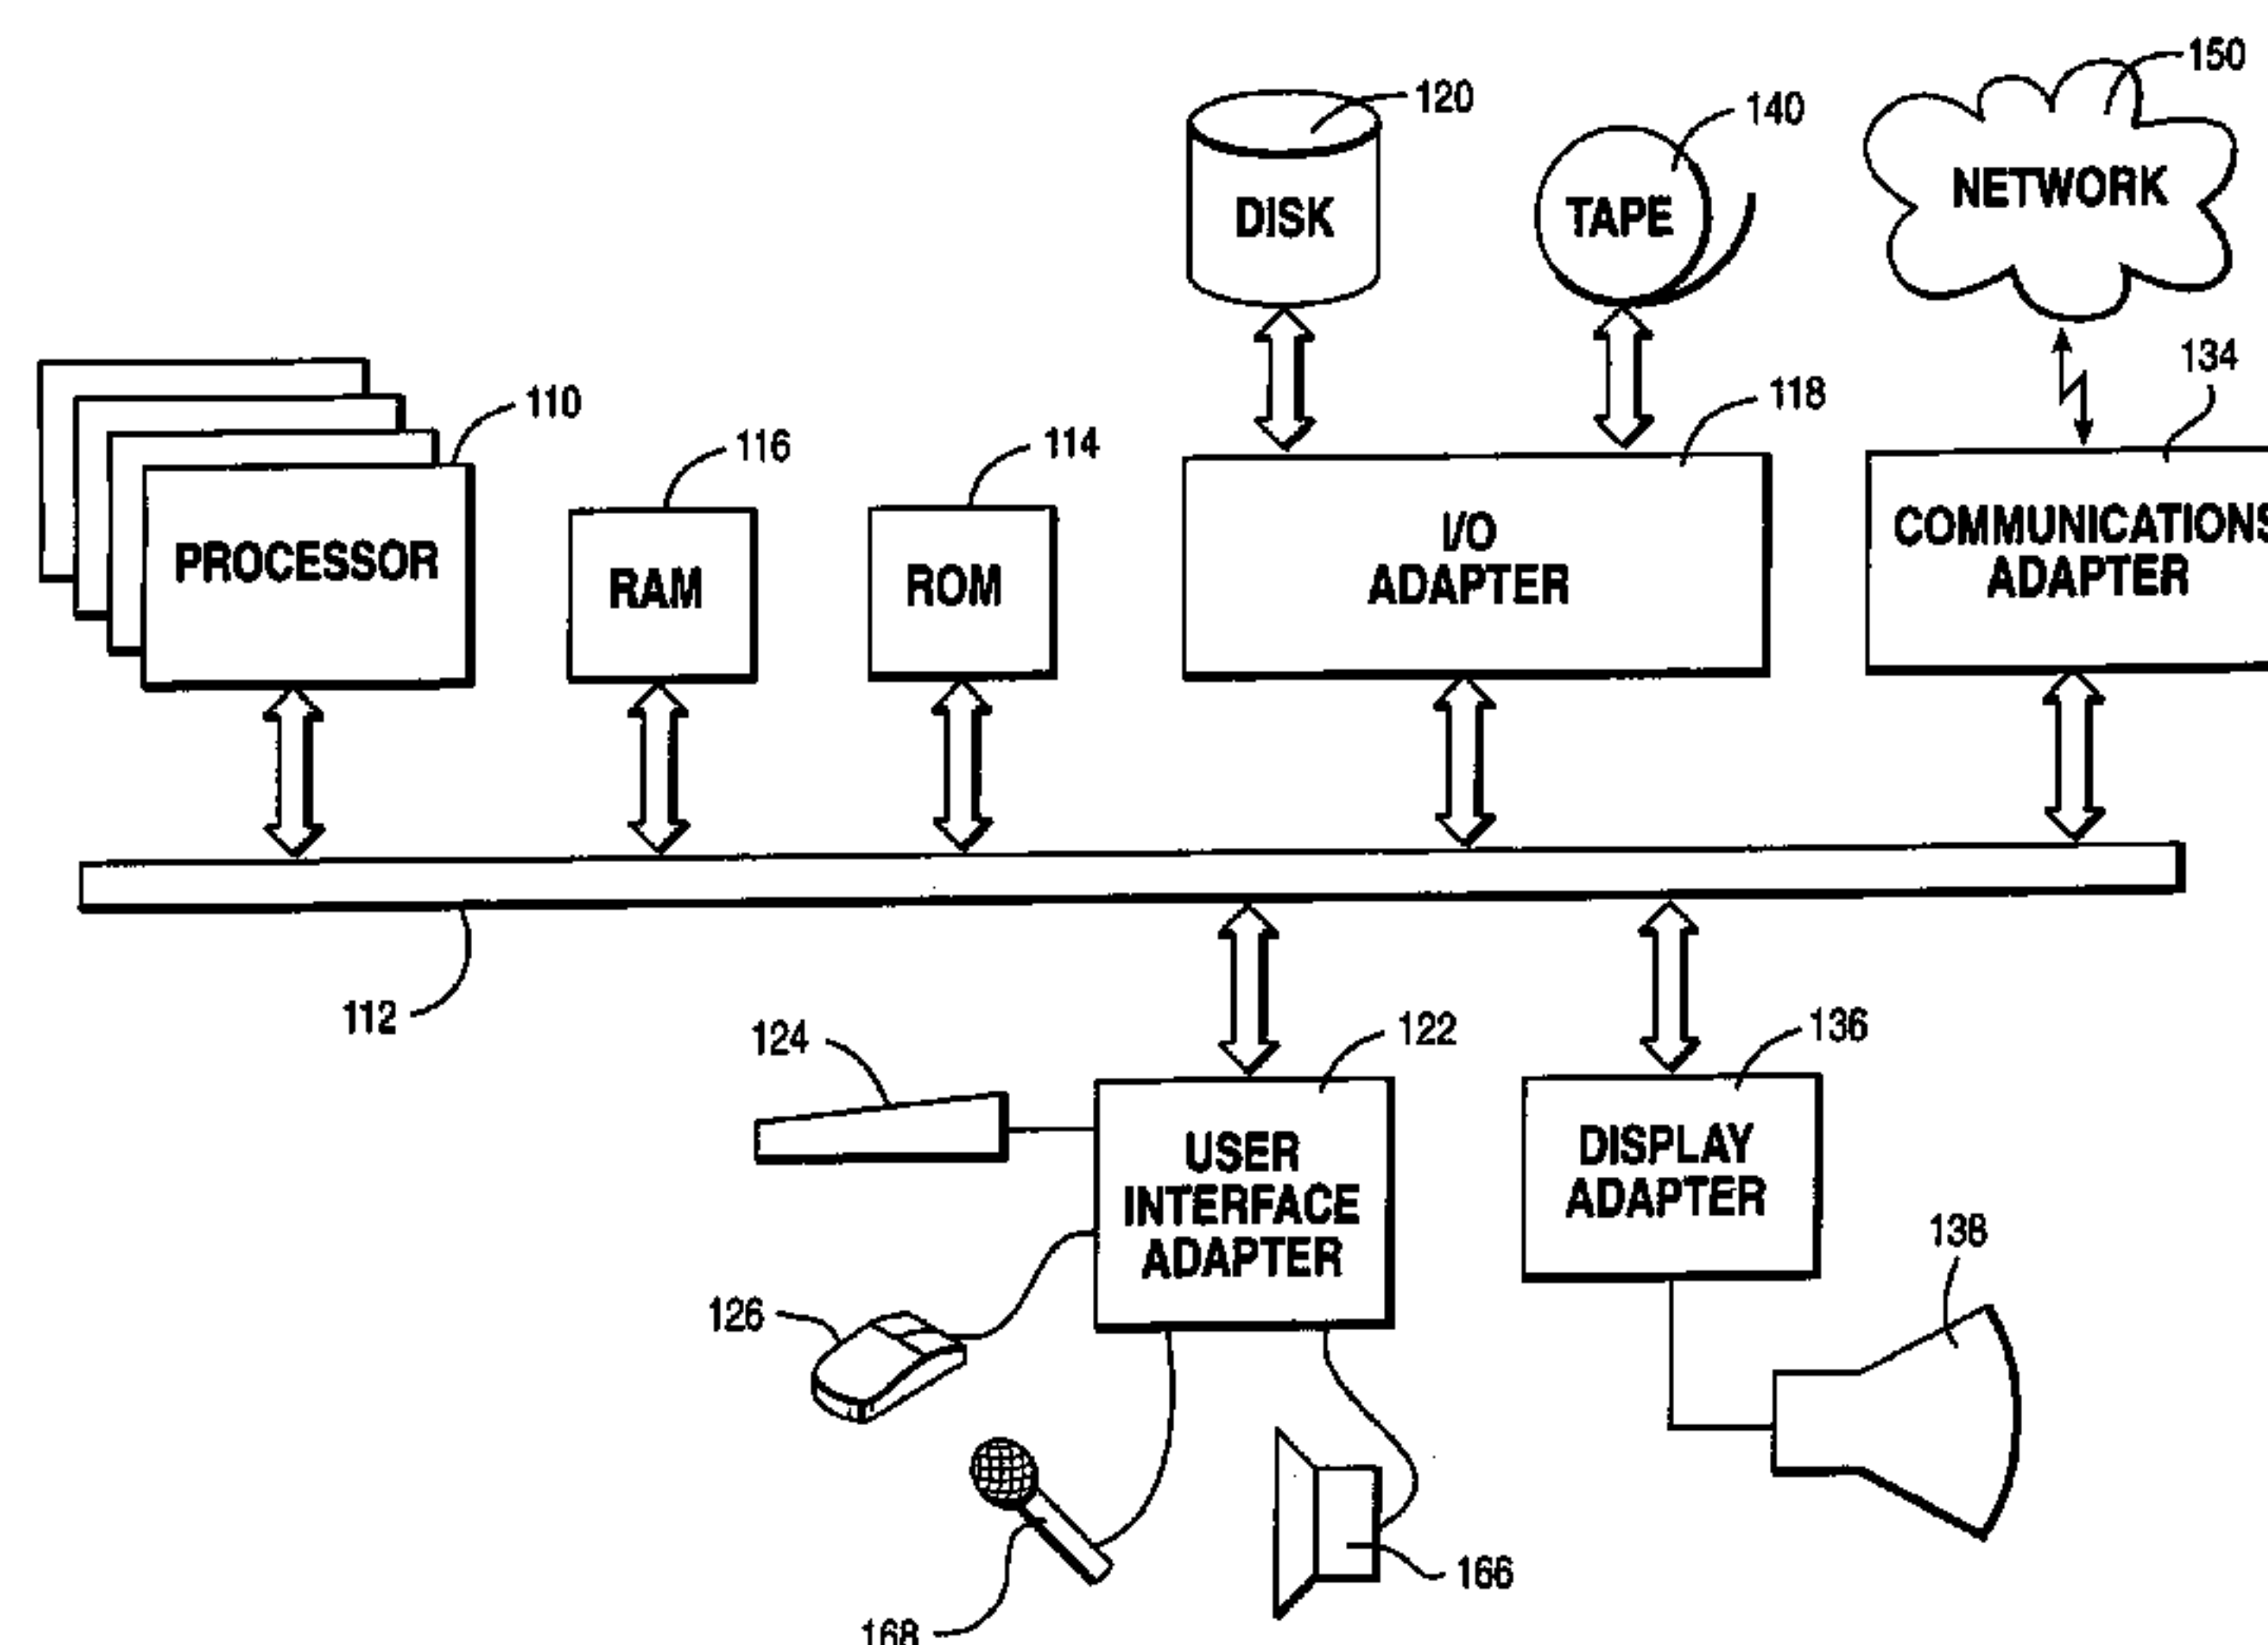 150
120
140
DISK
TAPE
NETWORK
134
110
118
116
114
PROCESSOR
RAM
ROM
I/O
ADAPTER
COMMUNICATIONS
ADAPTER
112
124
122
136
USER
INTERFACE
ADAPTER
DISPLAY
ADAPTER
138
126
166
168